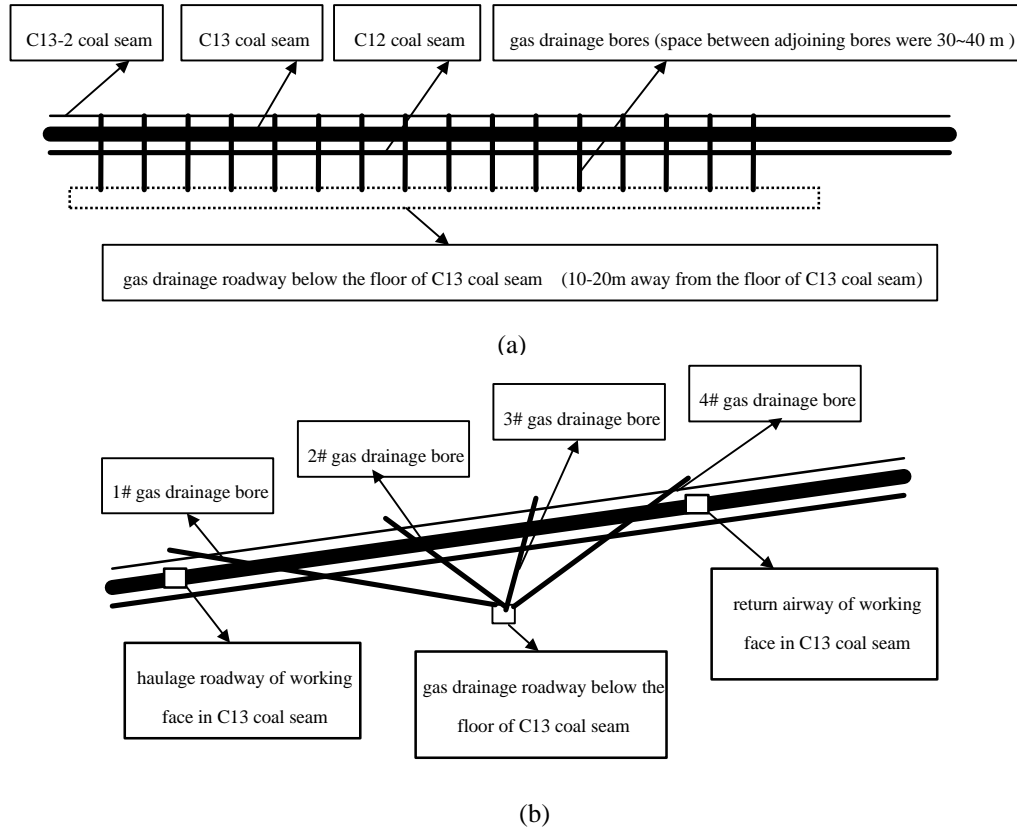 C13-2 coal seam
C13 coal seam
C12 coal seam
gas drainage bores (space between adjoining bores were 30~40 m )
gas drainage roadway below the floor of C13 coal seam (10-20m away from the floor of C13 coal seam)
(a)
4# gas drainage bore
3# gas drainage bore
2# gas drainage bore
1# gas drainage bore
haulage roadway of working
face in C13 coal seam
gas drainage roadway below the
floor of C13 coal seam
return airway of working
face in C13 coal seam
(b)